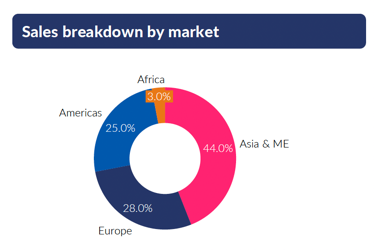 Sales breakdown by market
Africa
3.0%
Americas
25.0%
44.0%
Asia & ME
28.0%
Europe